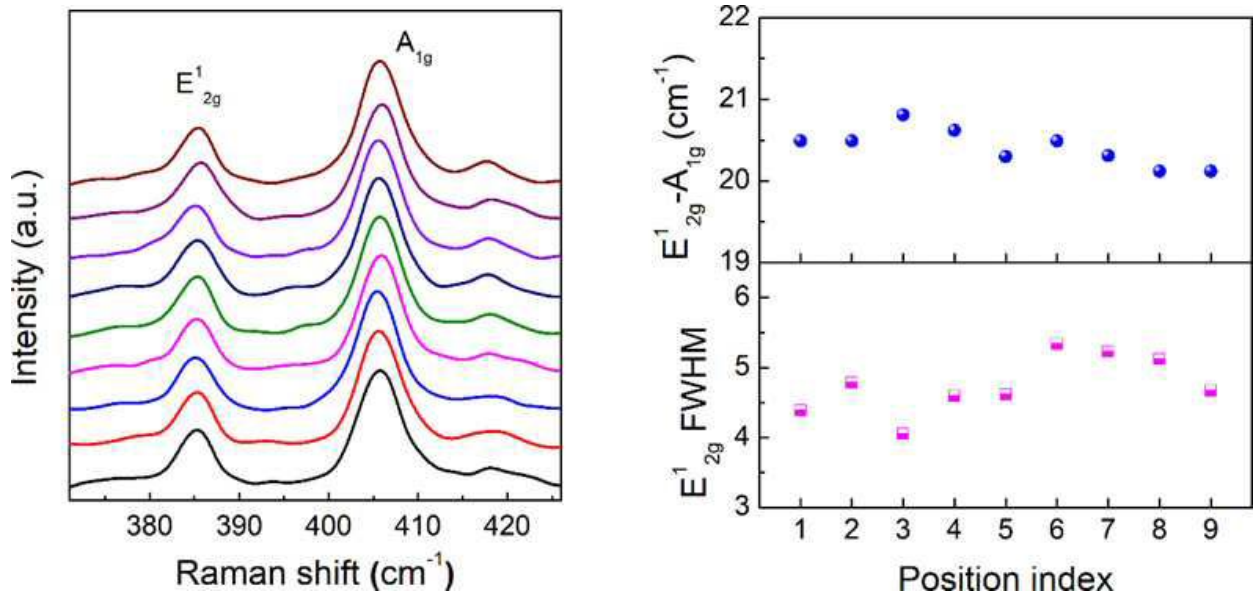 E¹₂g
A₁g
Intensity (a.u.)
380 390 400 410 420
Raman shift (cm⁻¹)
E¹₂g-A₁g (cm⁻¹)
22
21
20
19
E¹₂g FWHM
6
5
4
3
1 2 3 4 5 6 7 8 9
Position index